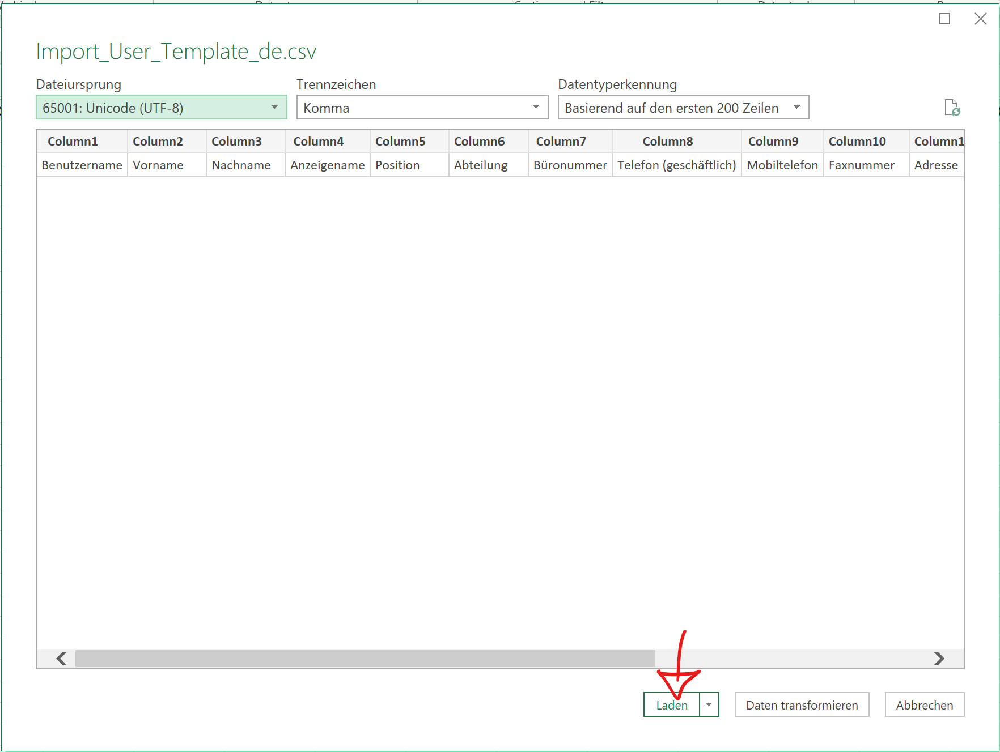 Import_User_Template_de.csv
Dateiursprung Trennzeichen Datentyperkennung
65001: Unicode (UTF-8) Komma Basierend auf den ersten 200 Zeilen
Column1 Column2 Column3 Column4 Column5 Column6 Column7 Column8 Column9 Column10 Column1
Benutzername Vorname Nachname Anzeigename Position Abteilung Büronummer Telefon (geschäftlich) Mobiltelefon Faxnummer Adresse
Laden Daten transformieren Abbrechen